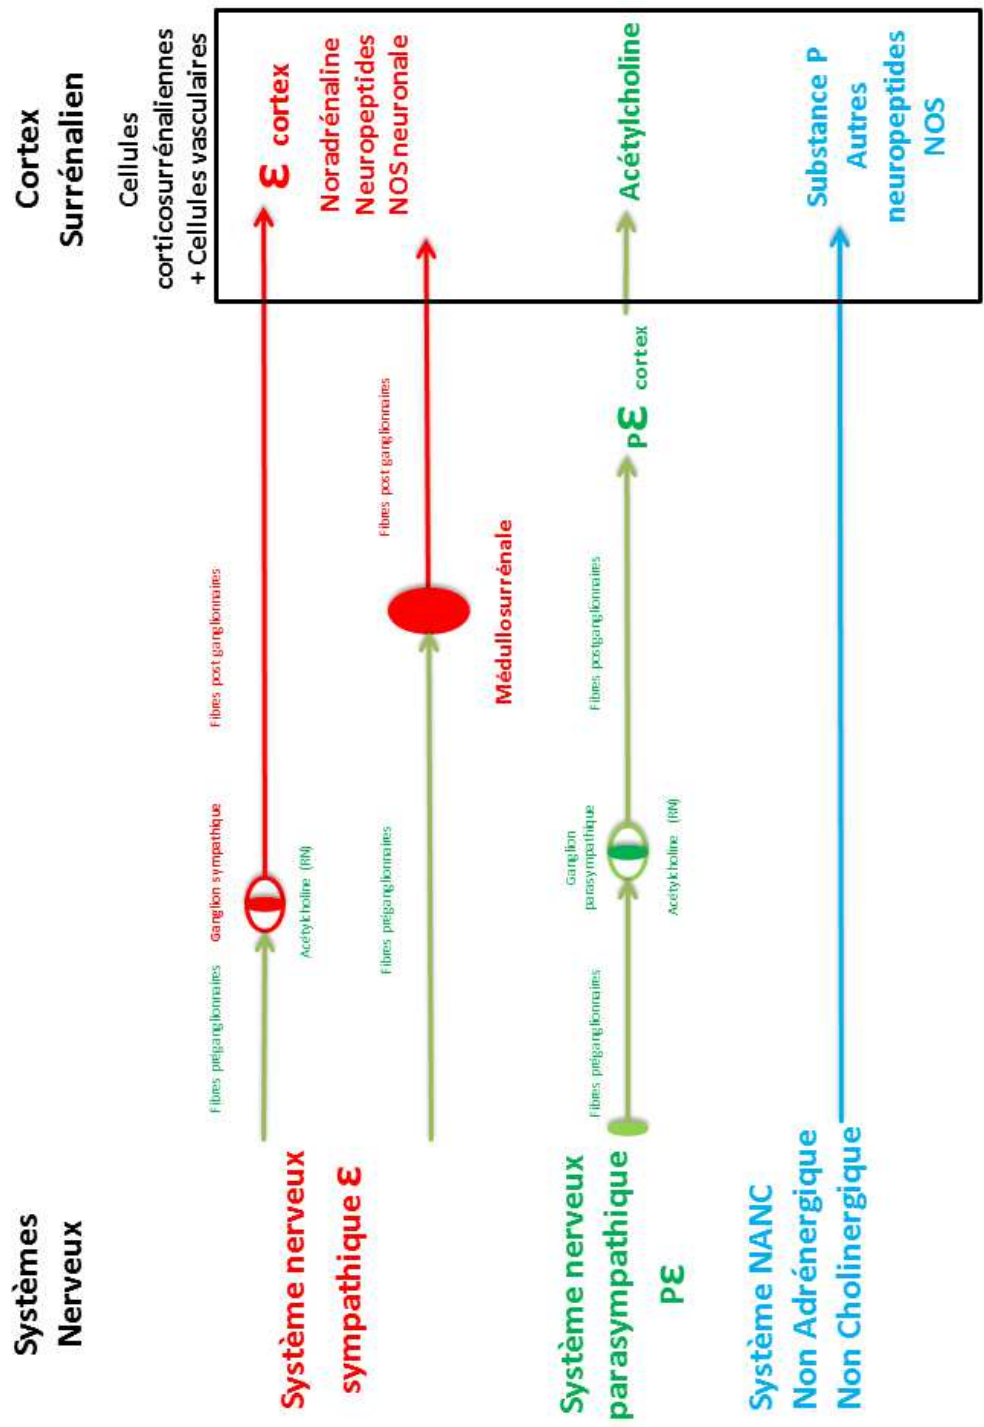 Systèmes
Nerveux
Cortex
Surrénalien
Cellules
corticosurrénaliennes
+ Cellules vasculaires
Système nerveux
sympathique ε
Fibres préganglionnaires
Ganglion sympathique
Acétylcholine (RN)
Fibres post ganglionnaires
ε cortex
Noradrénaline
Neuropeptides
NOS neuronale
Fibres préganglionnaires
Médullosurrénale
Fibres post ganglionnaires
Système nerveux
parasympathique
Pε
Fibres préganglionnaires
Ganglion
parasympathique
Acétylcholine (RN)
Fibres postganglionnaires
Pε cortex
Acétylcholine
Système NANC
Non Adrénergique
Non Cholinergique
Substance P
Autres
neuropeptides
NOS